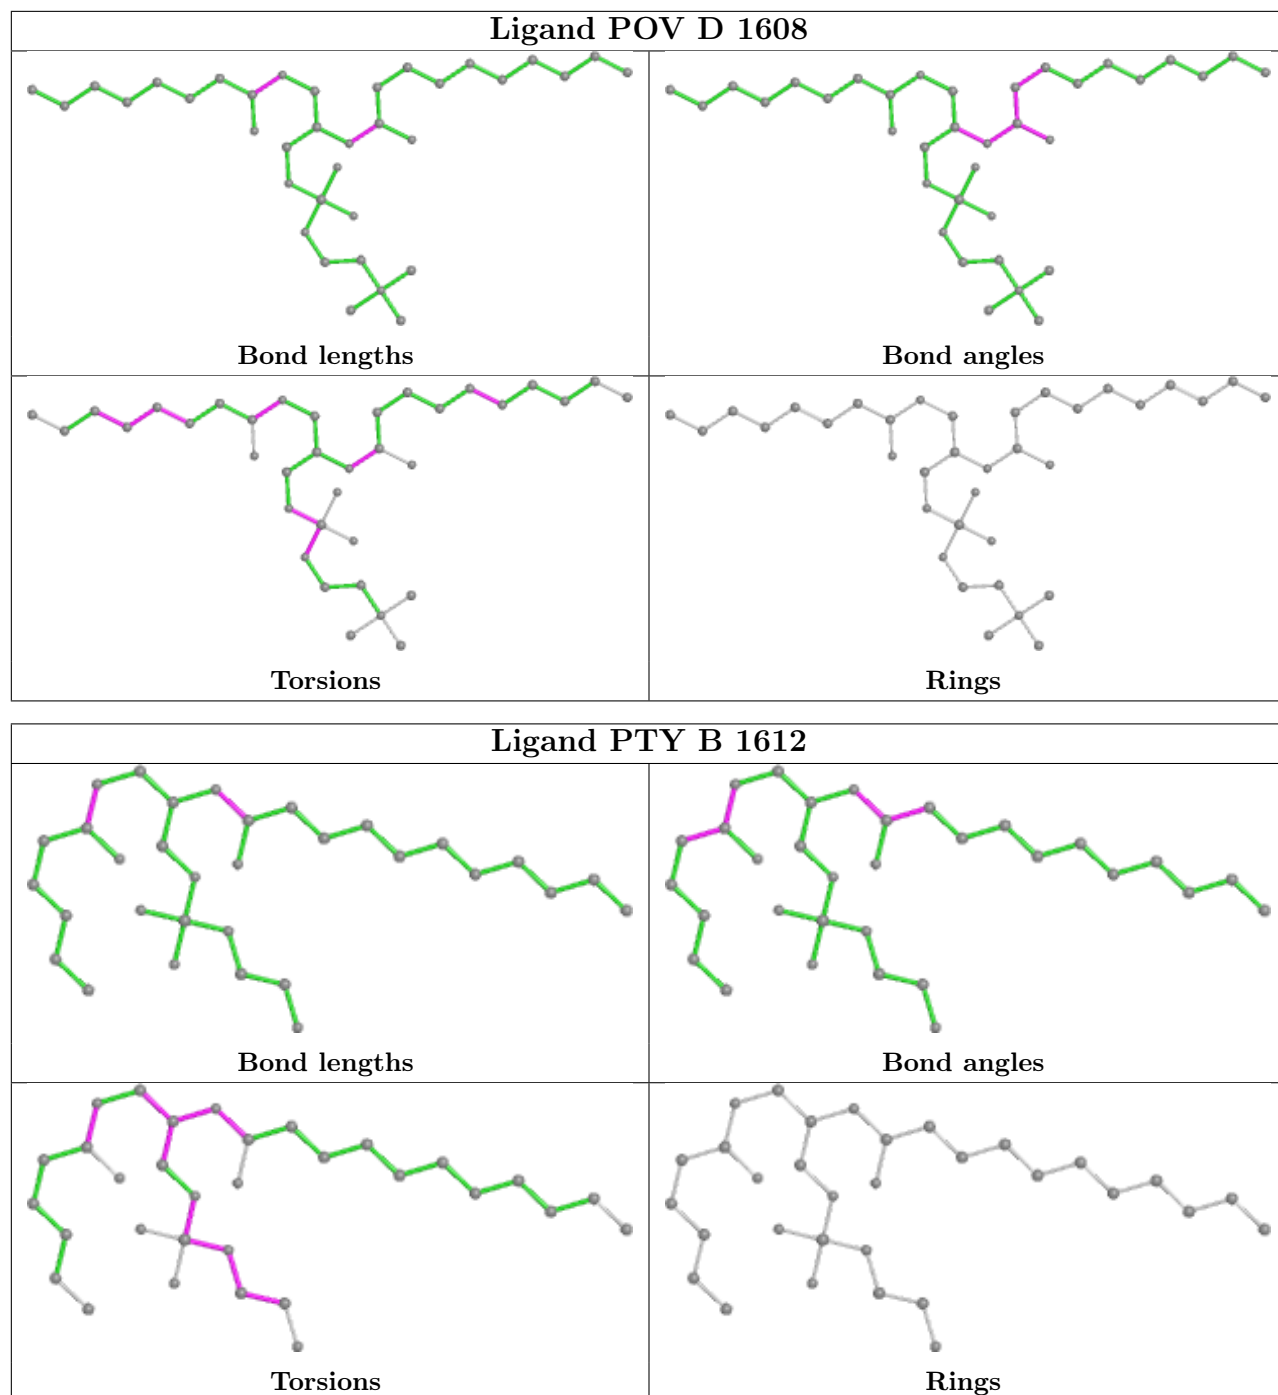 Ligand POV D 1608
Bond lengths
Bond angles
Torsions
Rings
Ligand PTY B 1612
Bond lengths
Bond angles
Torsions
Rings